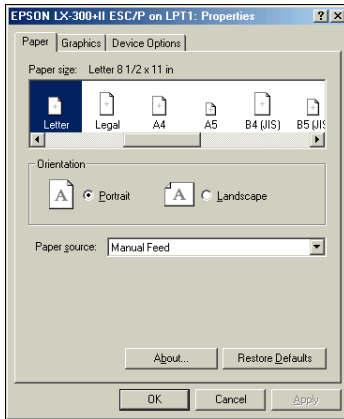 EPSON LX-300+II ESC/P on LPT1: Properties
Paper Graphics Device Options
Paper size: Letter 8 1/2 x 11 in
Letter Legal A4 A5 B4 (JIS) B5 (JIS
Orientation
A Portrait A Landscape
Paper source: Manual Feed
About... Restore Defaults
OK Cancel Apply